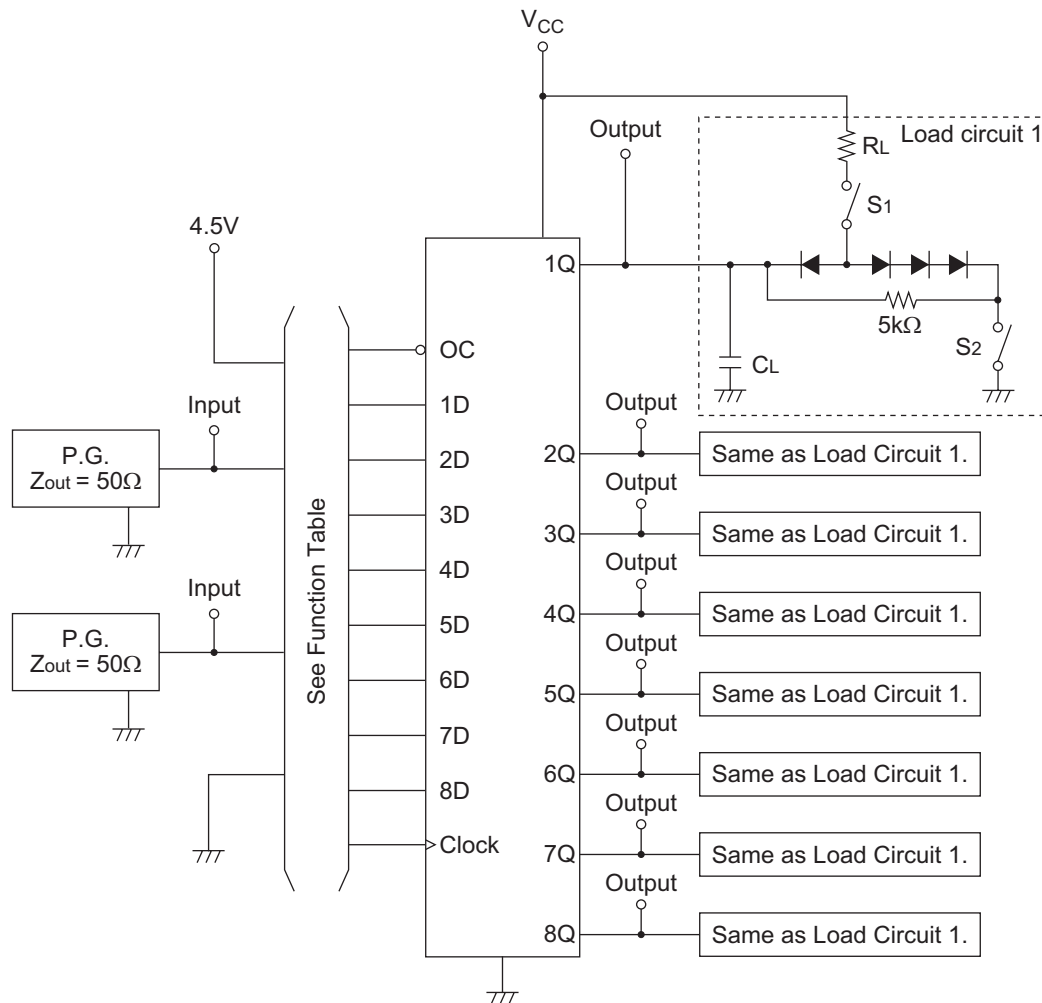 VCC
Output
Load circuit 1
RL
S1
4.5V
1Q
5kΩ
S2
CL
OC
Input
1D
Output
P.G.
Zout = 50Ω
2D
2Q
Same as Load Circuit 1.
Output
3D
3Q
Same as Load Circuit 1.
See Function Table
4D
Output
Input
4Q
Same as Load Circuit 1.
5D
P.G.
Zout = 50Ω
Output
6D
5Q
Same as Load Circuit 1.
7D
Output
6Q
Same as Load Circuit 1.
8D
Output
Clock
7Q
Same as Load Circuit 1.
Output
8Q
Same as Load Circuit 1.